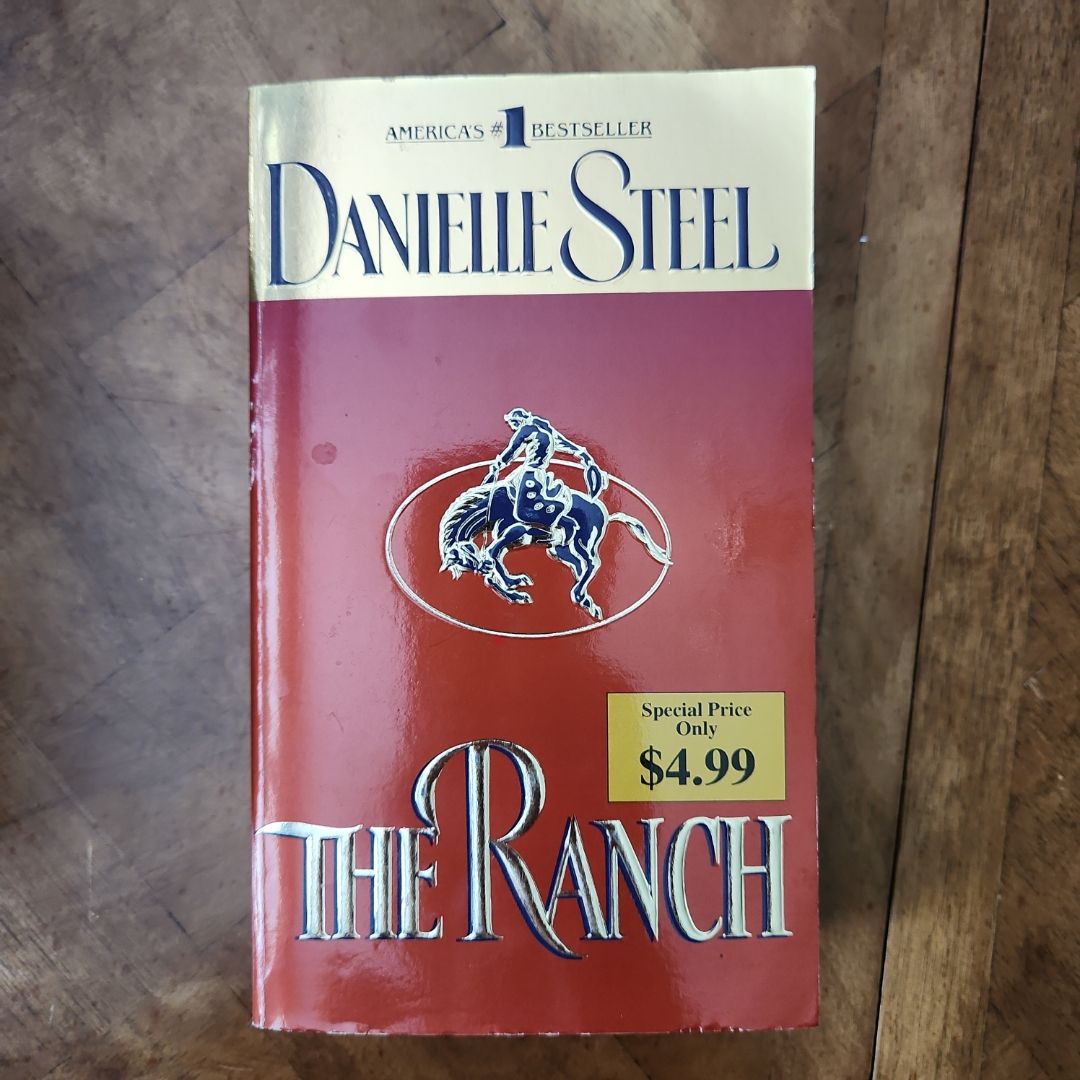 AMERICA'S #1 BESTSELLER
DANIELLE STEEL
Special Price
Only
$4.99
THE RANCH